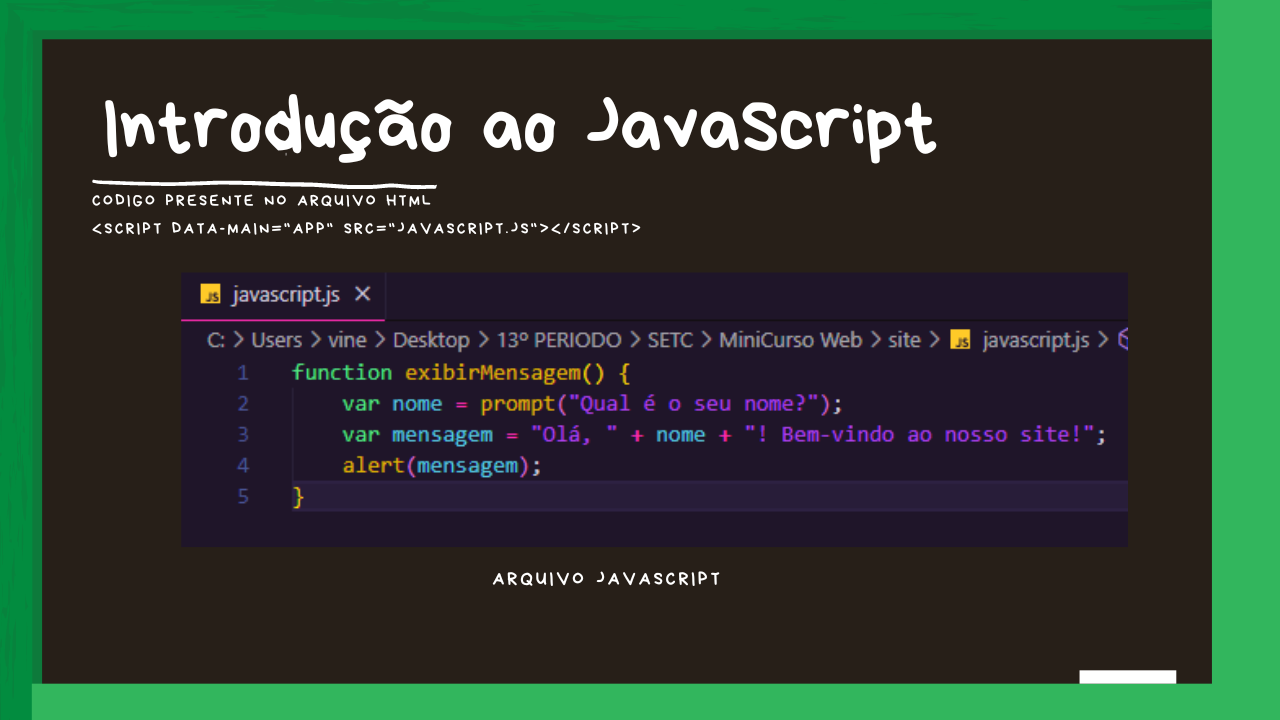 Introdução ao JavaScript
CODIGO PRESENTE NO ARQUIVO HTML
<SCRIPT DATA-MAIN="APP" SRC="JAVASCRIPT.JS"></SCRIPT>
JS javascript.js ×
C: > Users > vine > Desktop > 13º PERIODO > SETC > MiniCurso Web > site > JS javascript.js >
1 function exibirMensagem() {
2 var nome = prompt("Qual é o seu nome?");
3 var mensagem = "Olá, " + nome + "! Bem-vindo ao nosso site!";
4 alert(mensagem);
5 }
ARQUIVO JAVASCRIPT